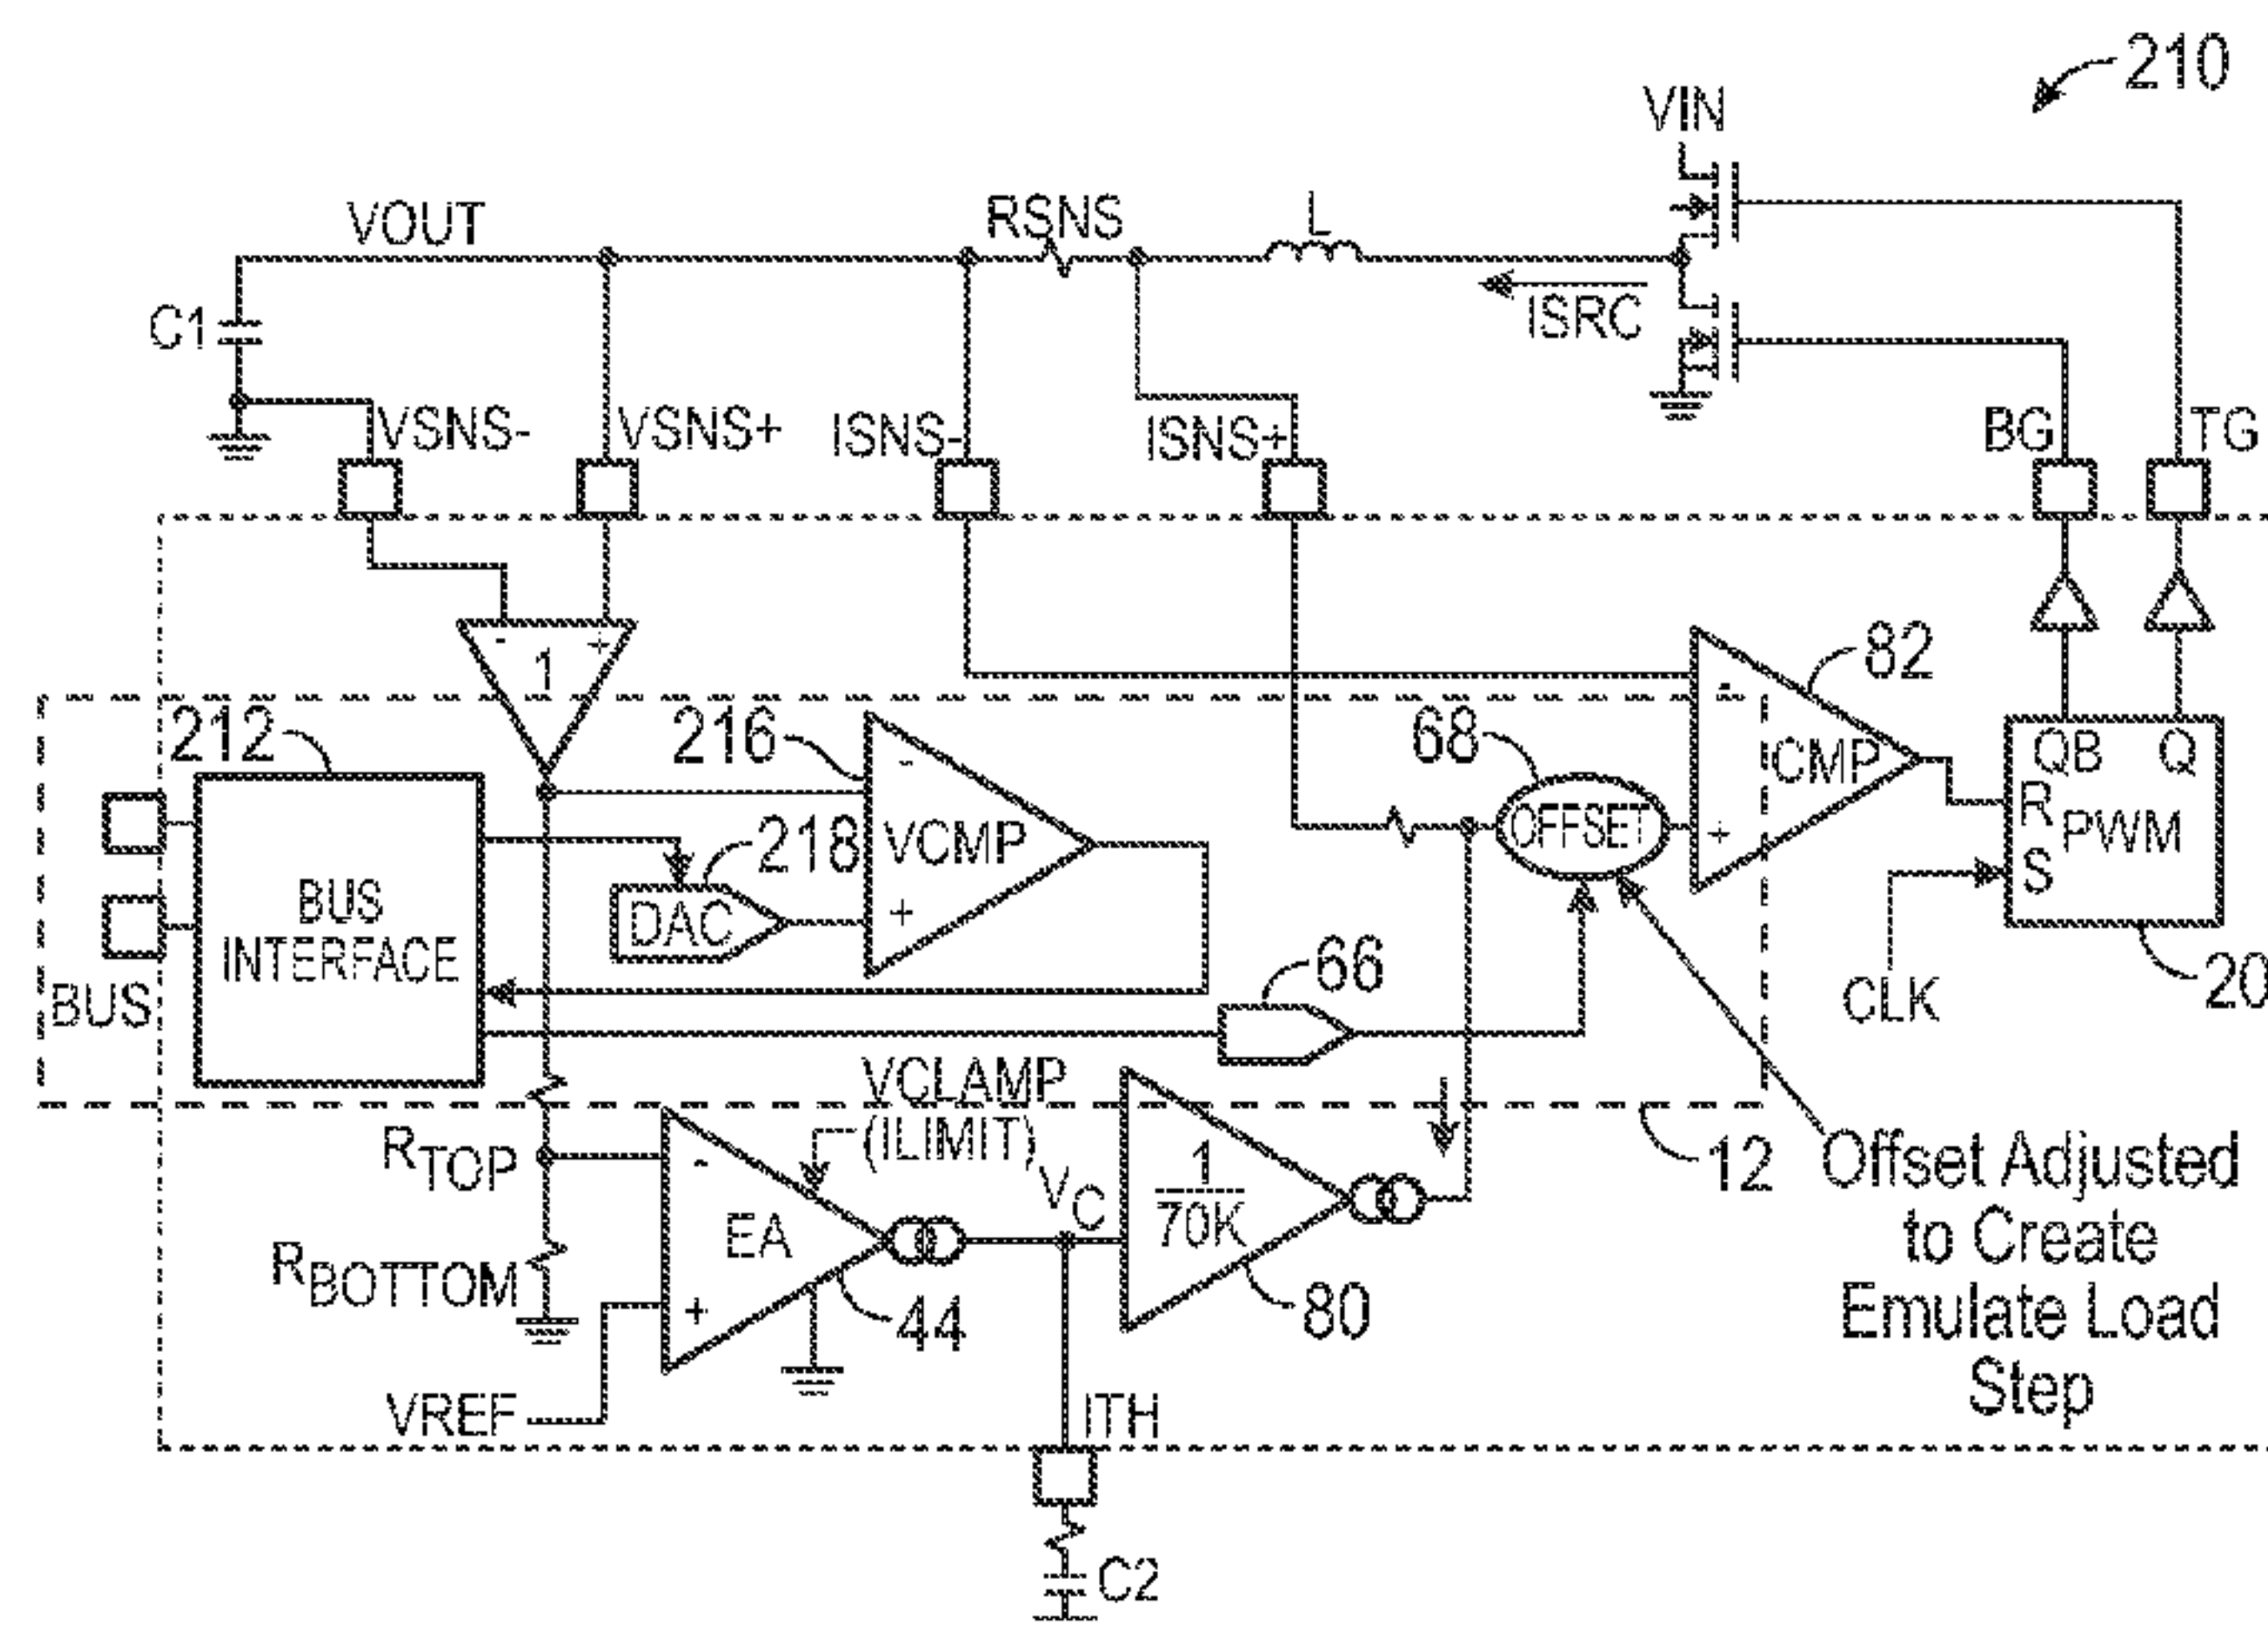 210
VIN
VOUT
RSNS
L
ISRC
C1
VSNS-
VSNS+
ISNS-
ISNS+
BG
TG
-
+
1
82
212
216
68
-
-
QB
Q
CMP
OFFSET
R
PWM
S
+
218
VCMP
DAC
+
BUS
INTERFACE
66
BUS
CLK
20
VCLAMP
(ILIMIT)
RTOP
-
VC
1
70K
12
Offset Adjusted
to Create
Emulate Load
Step
EA
RBOTTOM
+
44
80
VREF
ITH
C2